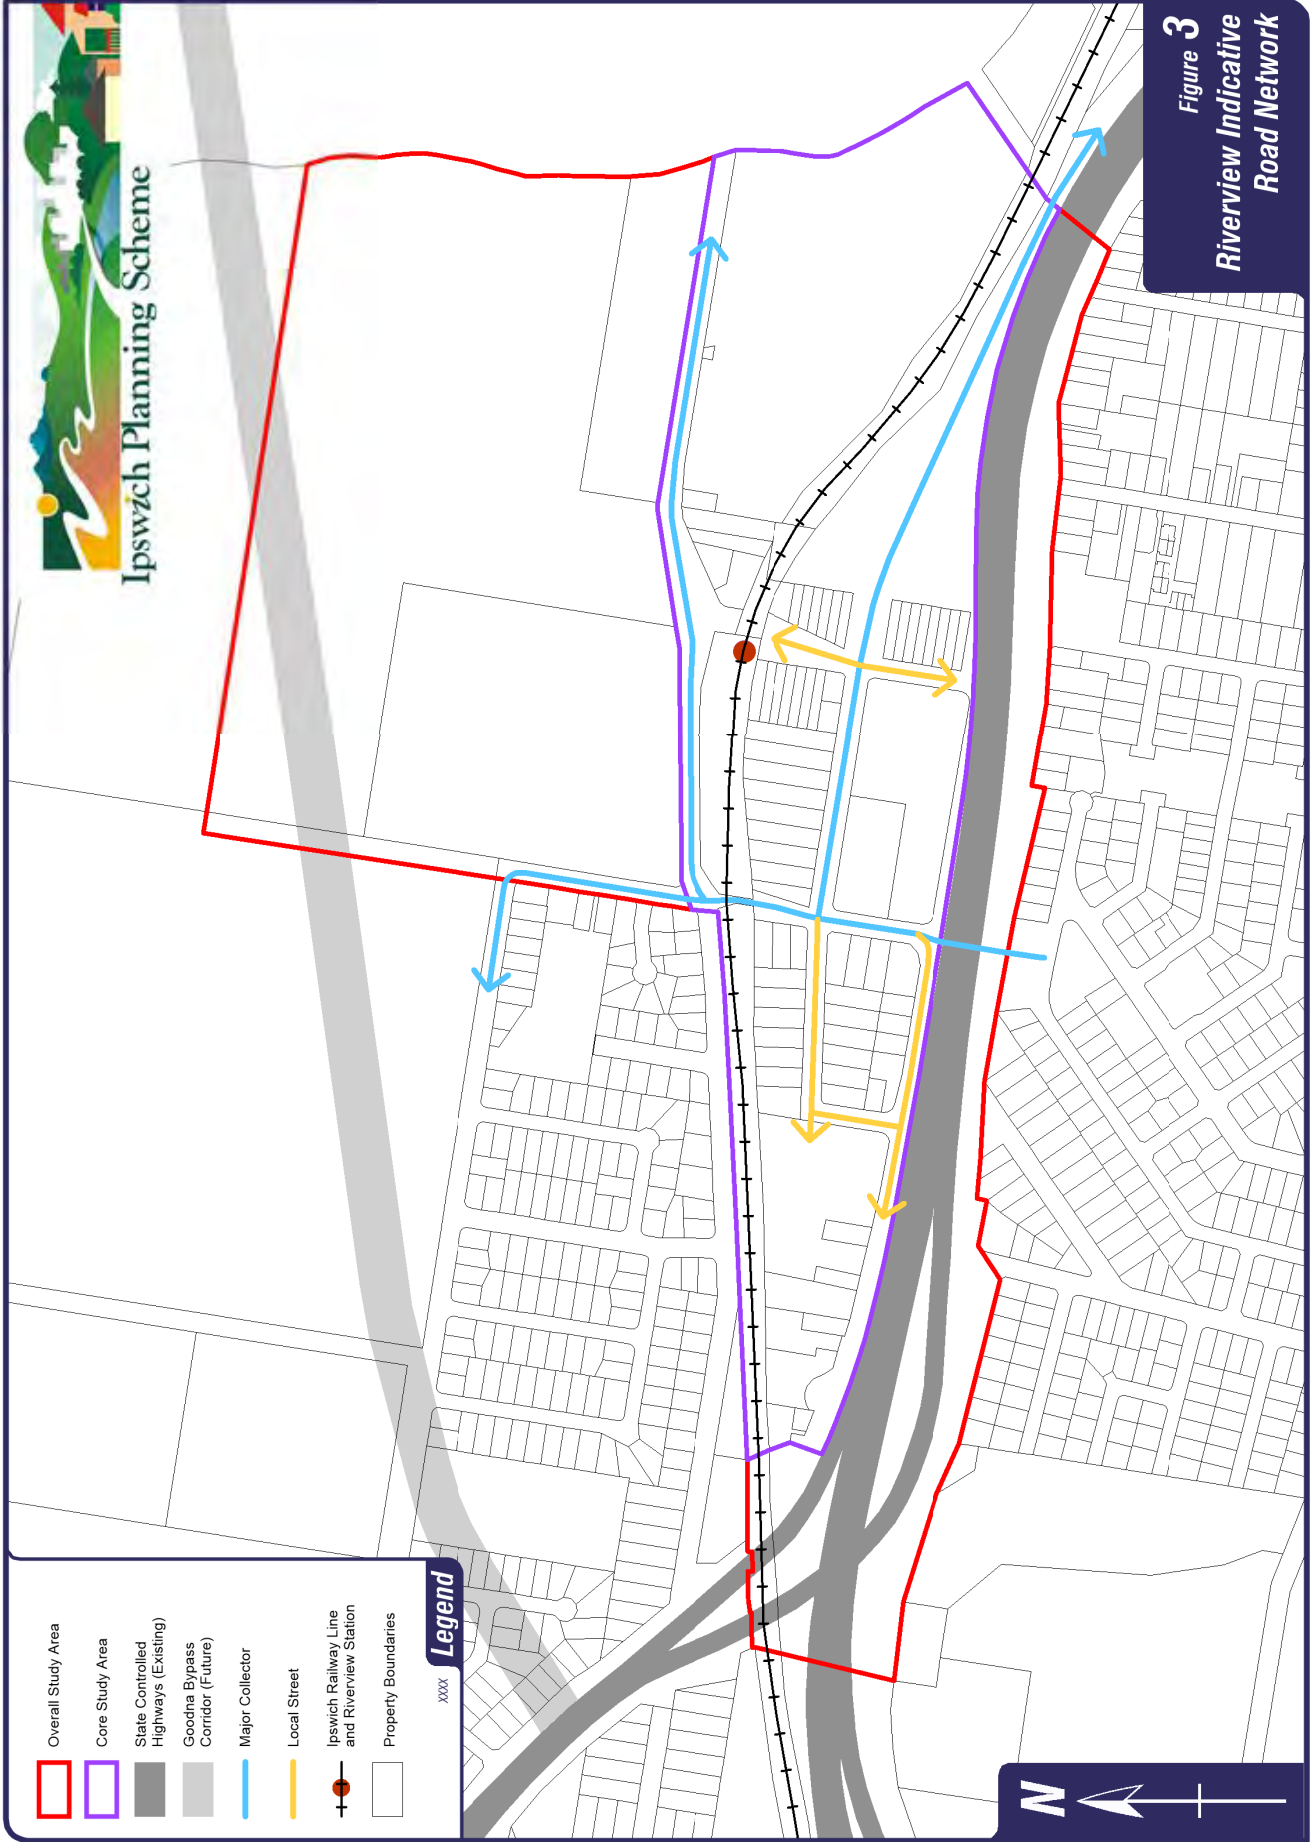 Ipswich Planning Scheme
Figure 3
Riverview Indicative
Road Network
Overall Study Area
Core Study Area
State Controlled
Highways (Existing)
Goodna Bypass
Corridor (Future)
Major Collector
Local Street
Ipswich Railway Line
and Riverview Station
Property Boundaries
XXXX
Legend
N